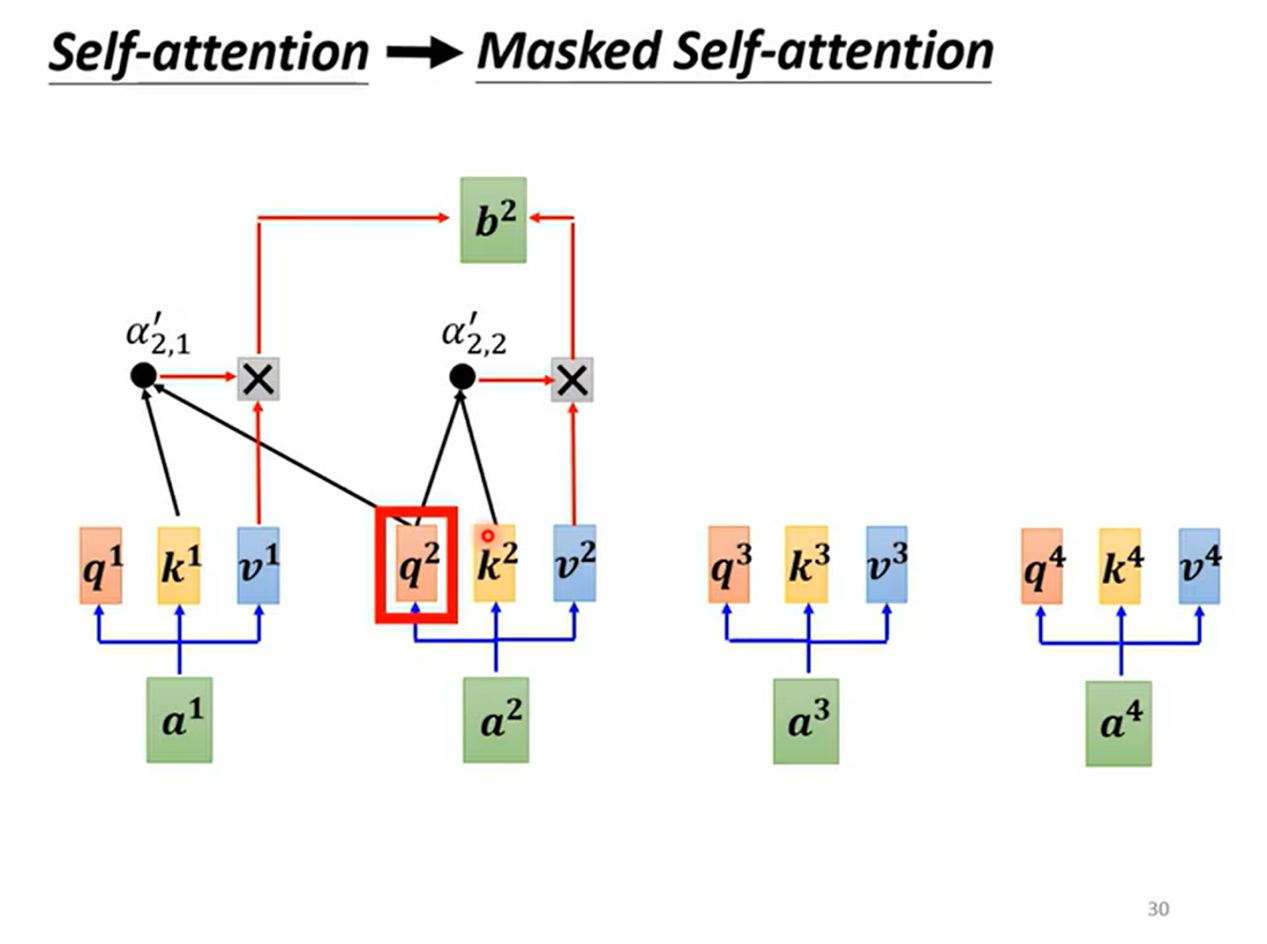 Self-attention → Masked Self-attention
b²
α′₂,₁ α′₂,₂
q¹ k¹ v¹ q² k² v² q³ k³ v³ q⁴ k⁴ v⁴
a¹ a² a³ a⁴
30